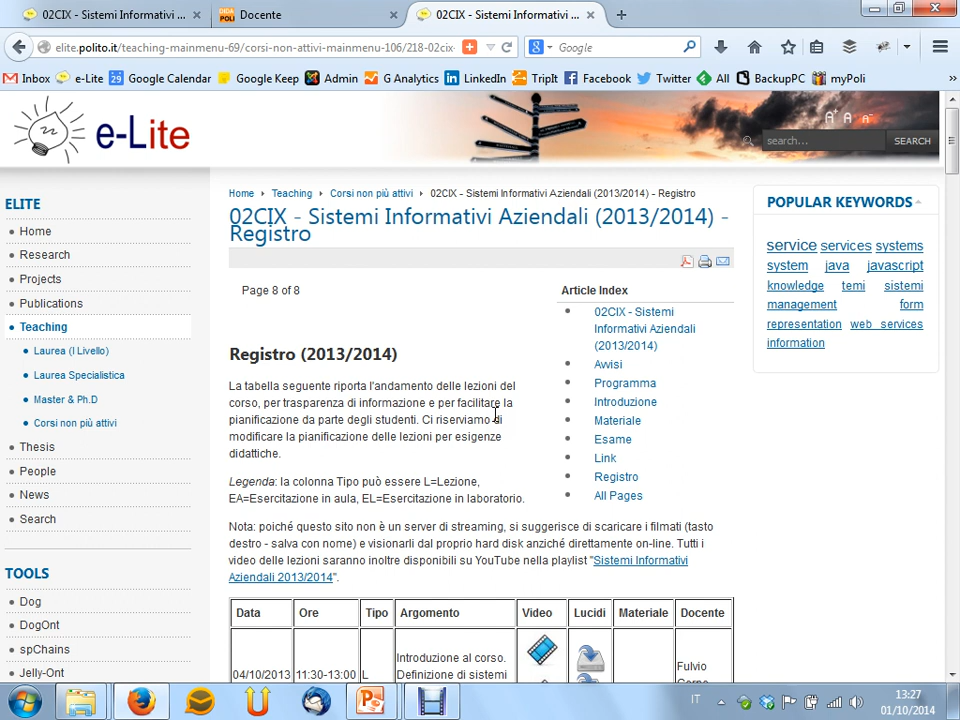 02CIX - Sistemi Informativi ...
DIDA POLI Docente
02CIX - Sistemi Informativi ...
elite.polito.it/teaching-mainmenu-69/corsi-non-attivi-mainmenu-106/218-02cix-
Google
Inbox e-Lite 29 Google Calendar Google Keep Admin G Analytics LinkedIn TripIt Facebook Twitter All BackupPC myPoli »
e-Lite
A+ A A-
search... SEARCH
ELITE
Home
Research
Projects
Publications
Teaching
Laurea (I Livello)
Laurea Specialistica
Master & Ph.D
Corsi non più attivi
Thesis
People
News
Search
TOOLS
Dog
DogOnt
spChains
Jelly-Ont
Home Teaching Corsi non più attivi 02CIX - Sistemi Informativi Aziendali (2013/2014) - Registro
02CIX - Sistemi Informativi Aziendali (2013/2014) -
Registro
Page 8 of 8
Article Index
02CIX - Sistemi
Informativi Aziendali
(2013/2014)
Avvisi
Programma
Introduzione
Materiale
Esame
Link
Registro
All Pages
Registro (2013/2014)
La tabella seguente riporta l'andamento delle lezioni del
corso, per trasparenza di informazione e per facilitare la
pianificazione da parte degli studenti. Ci riserviamo di
modificare la pianificazione delle lezioni per esigenze
didattiche.
Legenda: la colonna Tipo può essere L=Lezione,
EA=Esercitazione in aula, EL=Esercitazione in laboratorio.
Nota: poiché questo sito non è un server di streaming, si suggerisce di scaricare i filmati (tasto
destro - salva con nome) e visionarli dal proprio hard disk anziché direttamente on-line. Tutti i
video delle lezioni saranno inoltre disponibili su YouTube nella playlist "Sistemi Informativi
Aziendali 2013/2014".
Data Ore Tipo Argomento Video Lucidi Materiale Docente
04/10/2013 11:30-13:00 L
Introduzione al corso.
Definizione di sistemi
Fulvio
Corno
POPULAR KEYWORDS
service services systems
system java javascript
knowledge temi sistemi
management form
representation web services
information
IT
13:27
01/10/2014